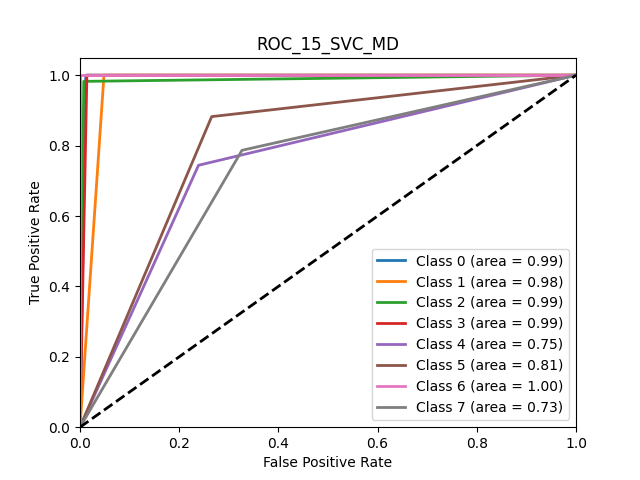 ROC_15_SVC_MD
True Positive Rate
1.0
0.8
0.6
0.4
0.2
0.0
Class 0 (area = 0.99)
Class 1 (area = 0.98)
Class 2 (area = 0.99)
Class 3 (area = 0.99)
Class 4 (area = 0.75)
Class 5 (area = 0.81)
Class 6 (area = 1.00)
Class 7 (area = 0.73)
0.0 0.2 0.4 0.6 0.8 1.0
False Positive Rate